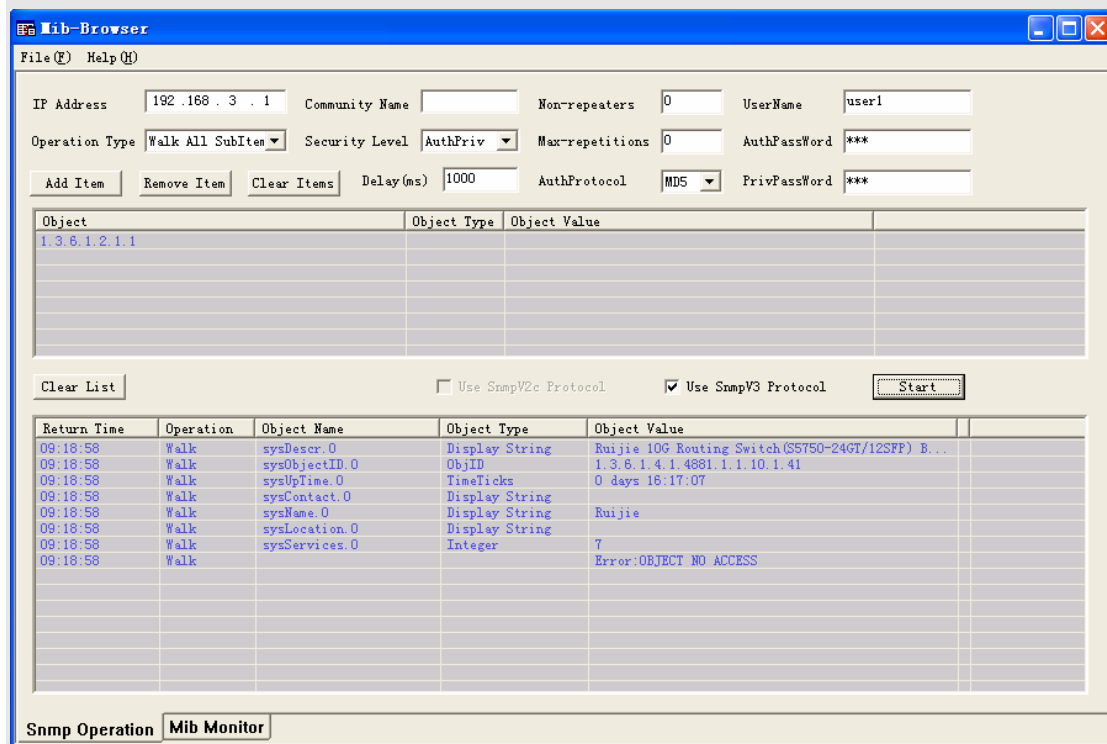 Mib-Browser
File(F) Help(H)
IP Address 192 .168 . 3 . 1 Community Name Non-repeaters 0 UserName user1
Operation Type Walk All SubItem Security Level AuthPriv Max-repetitions 0 AuthPassWord ***
Add Item Remove Item Clear Items Delay(ms) 1000 AuthProtocol MD5 PrivPassWord ***
Object Object Type Object Value
1.3.6.1.2.1.1
Clear List Use SnmpV2c Protocol Use SnmpV3 Protocol Start
Return Time Operation Object Name Object Type Object Value
09:18:58 Walk sysDescr.0 Display String Ruijie 10G Routing Switch(S5750-24GT/12SFP) B...
09:18:58 Walk sysObjectID.0 ObjID 1.3.6.1.4.1.4881.1.1.10.1.41
09:18:58 Walk sysUpTime.0 TimeTicks 0 days 16:17:07
09:18:58 Walk sysContact.0 Display String
09:18:58 Walk sysName.0 Display String Ruijie
09:18:58 Walk sysLocation.0 Display String
09:18:58 Walk sysServices.0 Integer 7
09:18:58 Walk Error:OBJECT NO ACCESS
Snmp Operation Mib Monitor